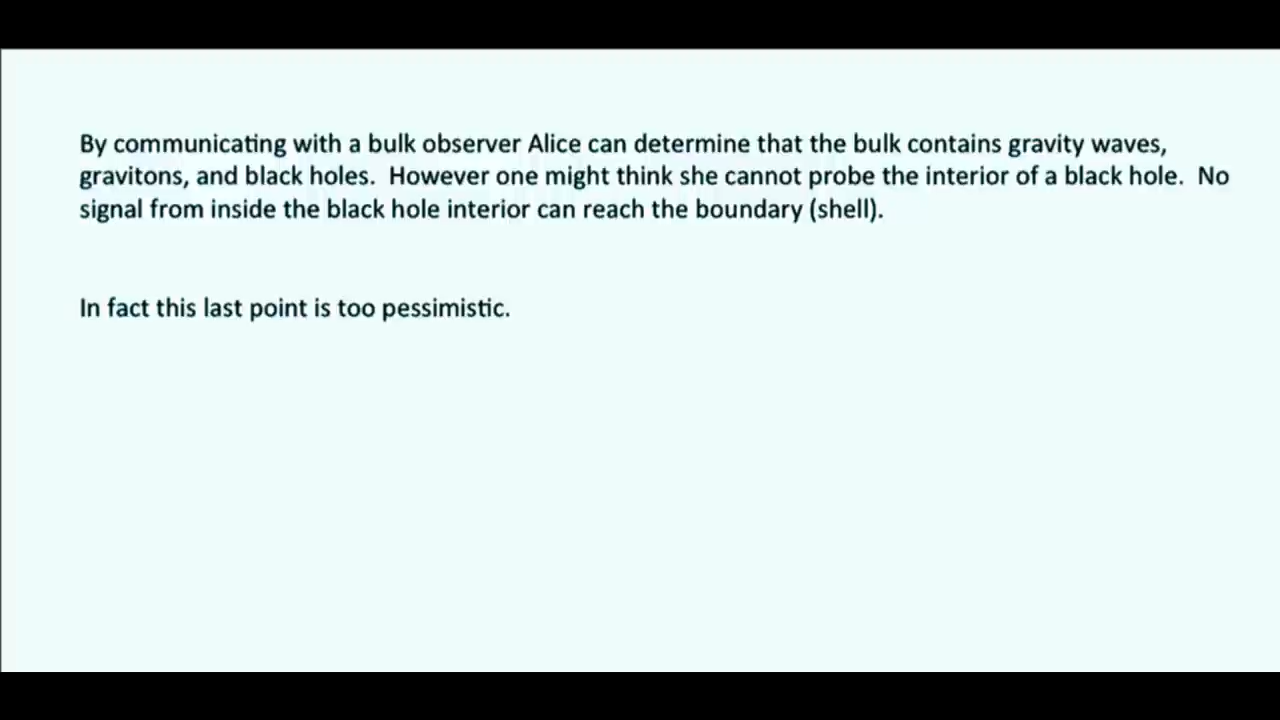 By communicating with a bulk observer Alice can determine that the bulk contains gravity waves,
gravitons, and black holes.  However one might think she cannot probe the interior of a black hole.  No
signal from inside the black hole interior can reach the boundary (shell).
In fact this last point is too pessimistic.